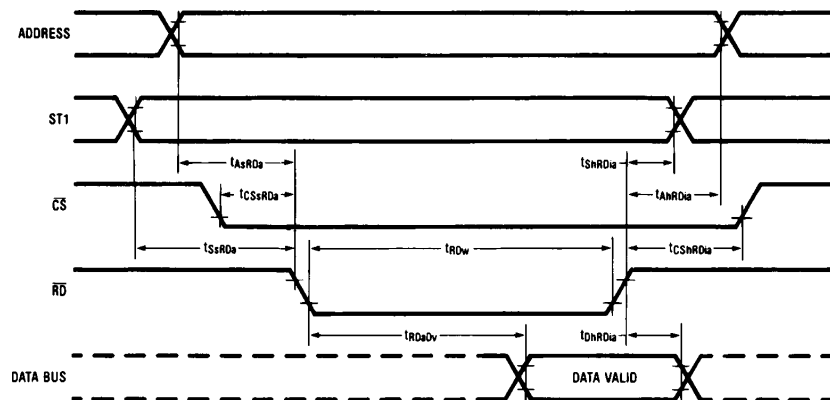 ADDRESS
ST1
tAsRDa
tShRDia
CS
tCSsRDa
tAhRDia
tSsRDa
tRDw
tCShRDia
RD
tRDaDv
tDhRDia
DATA BUS
DATA VALID